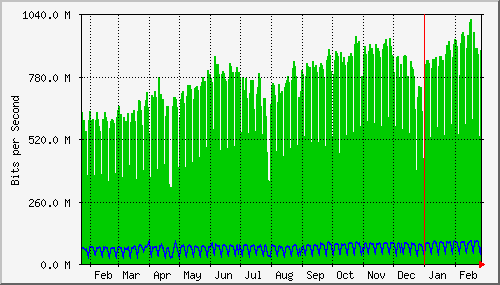 1040.0 M
780.0 M
520.0 M
260.0 M
0.0 M
Bits per Second
Feb Mar Apr May Jun Jul Aug Sep Oct Nov Dec Jan Feb